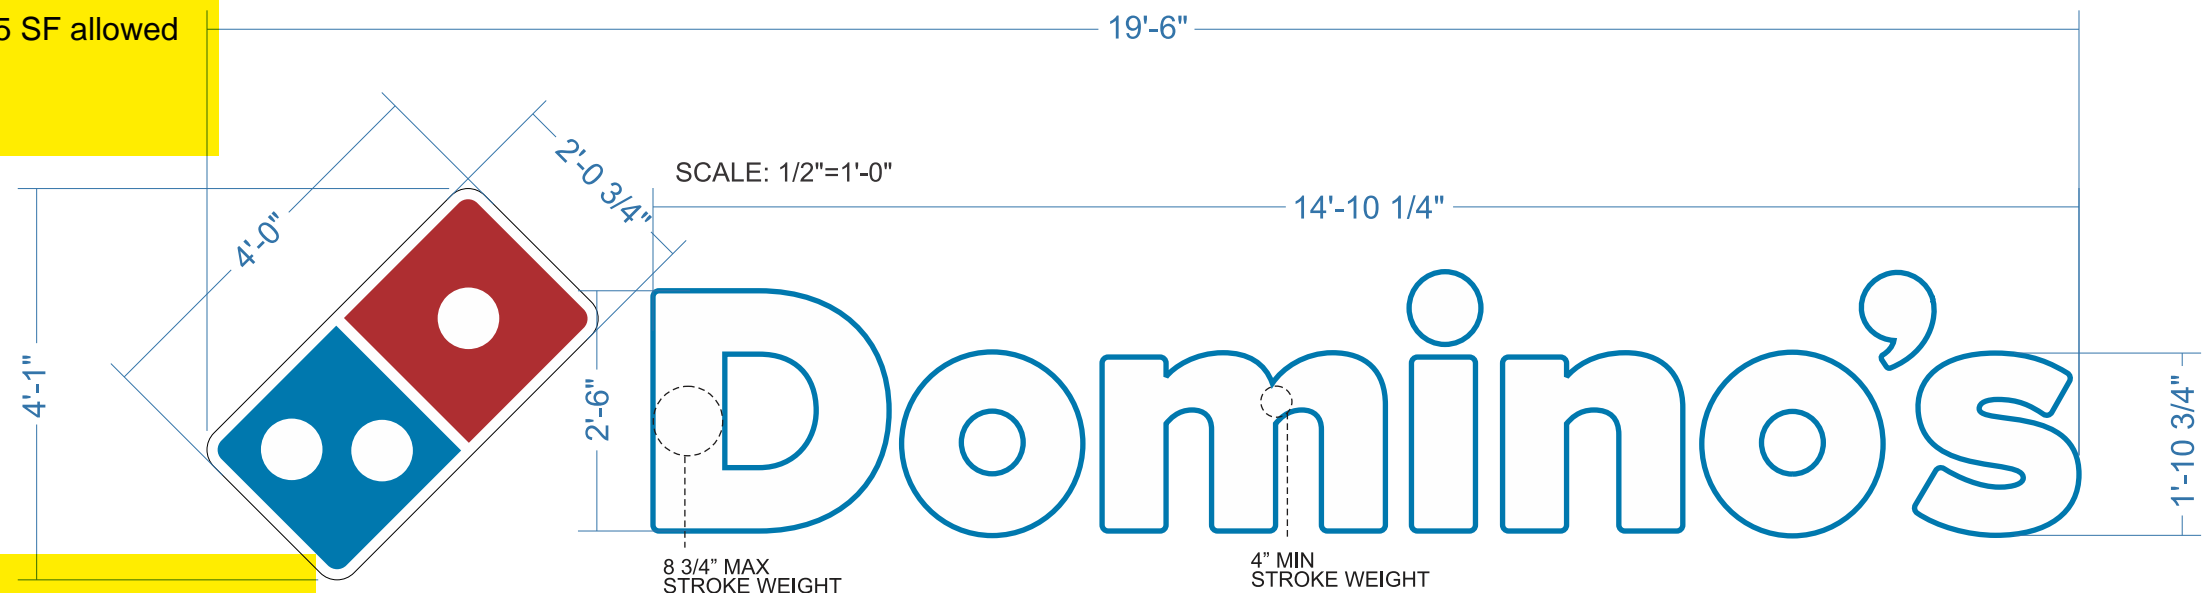 5 SF allowed
19'-6"
2'-0 3/4"
SCALE: 1/2"=1'-0"
14'-10 1/4"
4'-0"
4'-1"
2'-6"
Domino's
1'-10 3/4"
8 3/4” MAX
STROKE WEIGHT
4” MIN
STROKE WEIGHT